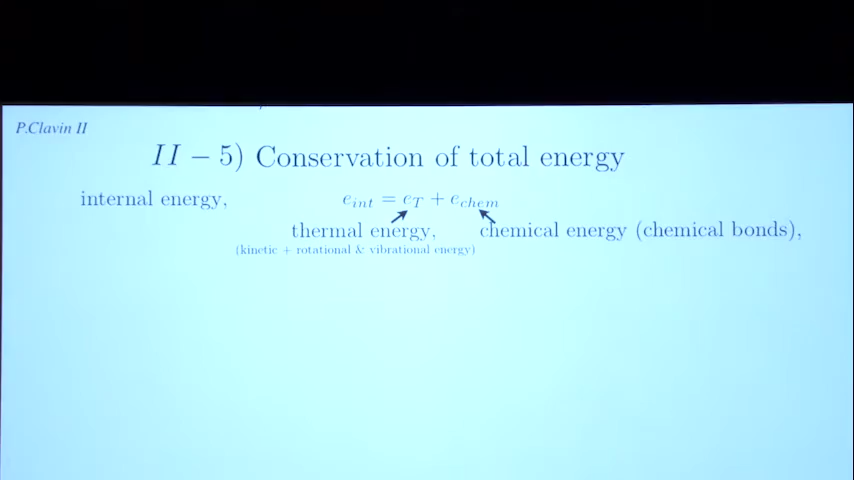 P.Clavin II
II – 5) Conservation of total energy
internal energy, e_int = e_T + e_chem
thermal energy, chemical energy (chemical bonds),
(kinetic + rotational & vibrational energy)